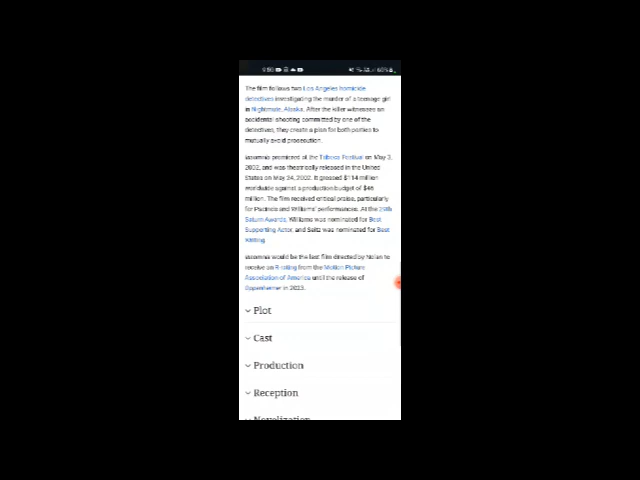 The film follows two Los Angeles homicide
detectives investigating the murder of a teenage girl
in Nightmute, Alaska. After the killer witnesses an
accidental shooting committed by one of the
detectives, they create a plan for both parties to
mutually avoid prosecution.
premiered at the Tribeca Festival on May 3,
2002, and was theatrically released in the United
States on May 24, 2002. It grossed $114 million
worldwide against a production budget of $46
million. The film received critical praise, particularly
for Pacino's and Williams' performances. At the 29th
Saturn Awards, Williams was nominated for Best
Supporting Actor, and Seitz was nominated for Best
Writing.
would be the last film directed by Nolan to
receive an R rating from the Motion Picture
Association of America until the release of
Oppenheimer in 2023.
Plot
Cast
Production
Reception
Novelization